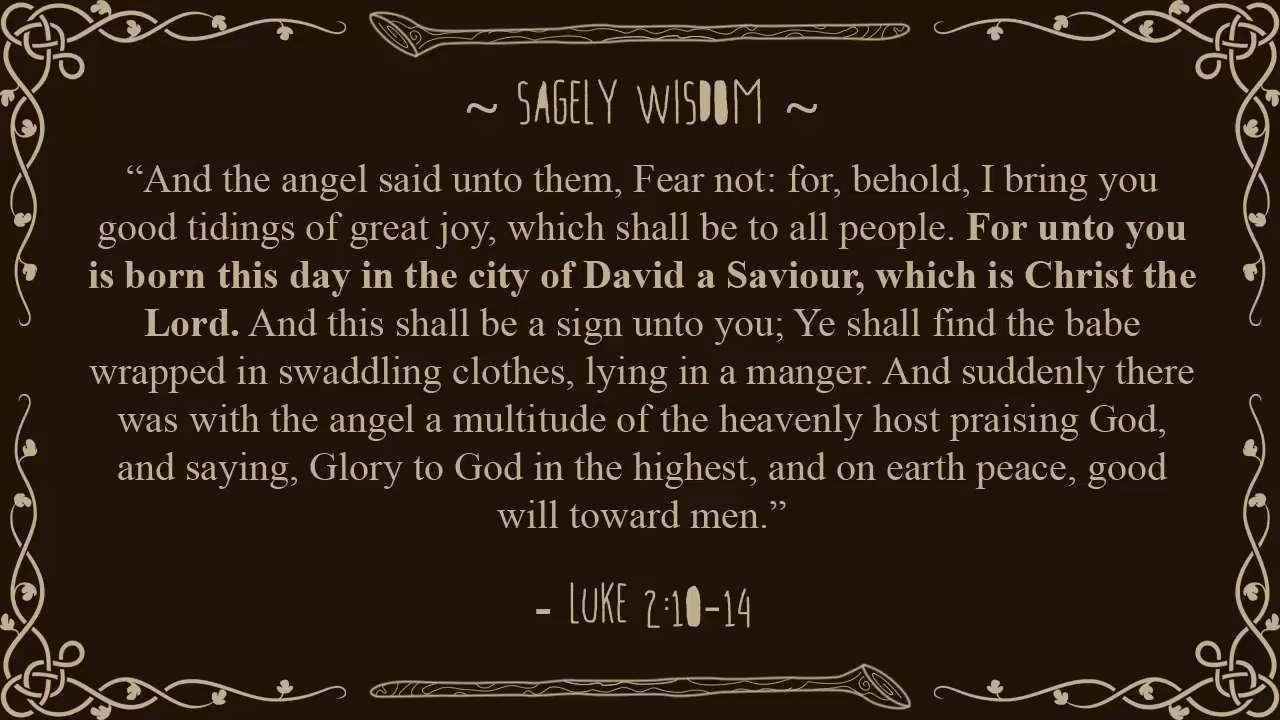 ~ SAGELY WISDOM ~
“And the angel said unto them, Fear not: for, behold, I bring you
good tidings of great joy, which shall be to all people. For unto you
is born this day in the city of David a Saviour, which is Christ the
Lord. And this shall be a sign unto you; Ye shall find the babe
wrapped in swaddling clothes, lying in a manger. And suddenly there
was with the angel a multitude of the heavenly host praising God,
and saying, Glory to God in the highest, and on earth peace, good
will toward men.”
- LUKE 2:10-14